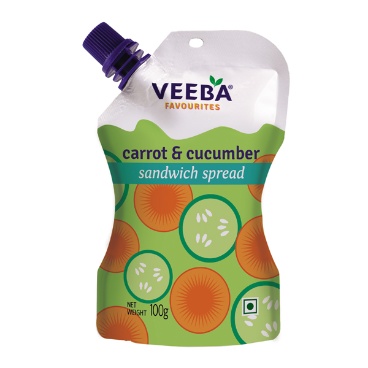 VEEBA®
FAVOURITES
carrot & cucumber
sandwich spread
NET
WEIGHT 100g